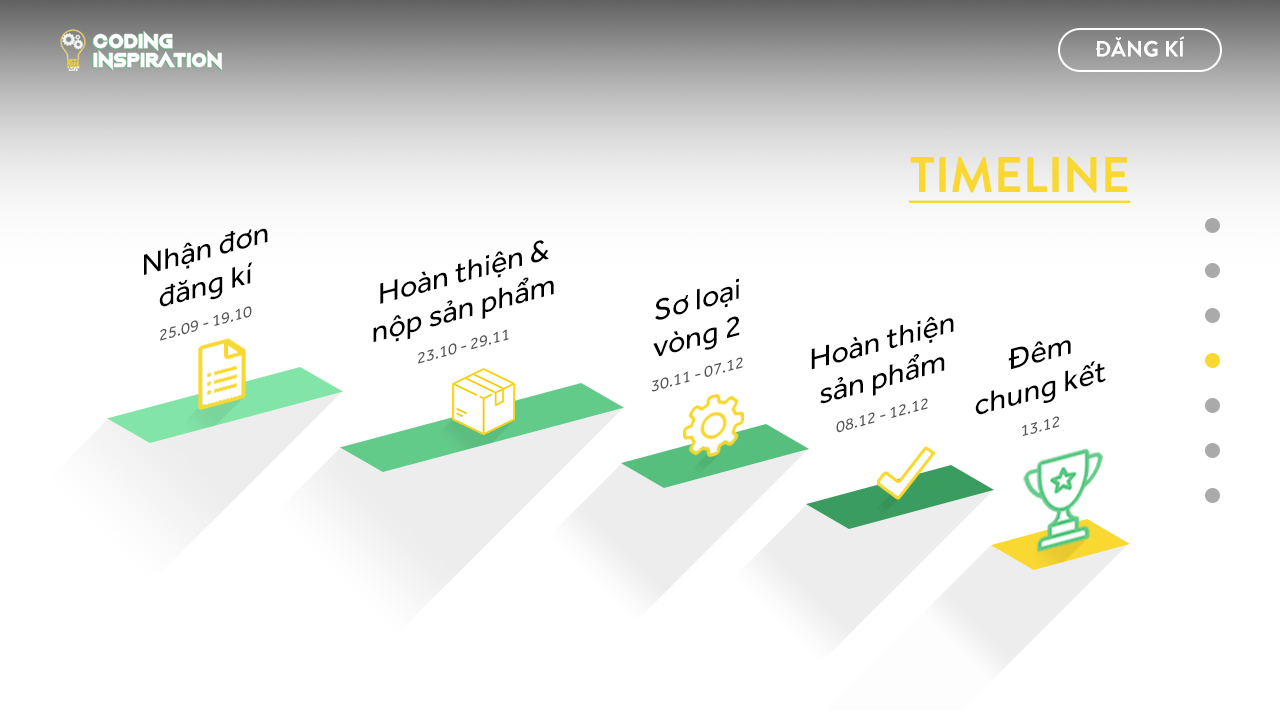 CODING
INSPIRATION
ĐĂNG KÍ
TIMELINE
Nhận đơn
đăng kí
25.09 - 19.10
Hoàn thiện &
nộp sản phẩm
23.10 - 29.11
Sơ loại
vòng 2
30.11 - 07.12
Hoàn thiện
sản phẩm
08.12 - 12.12
Đêm
chung kết
13.12